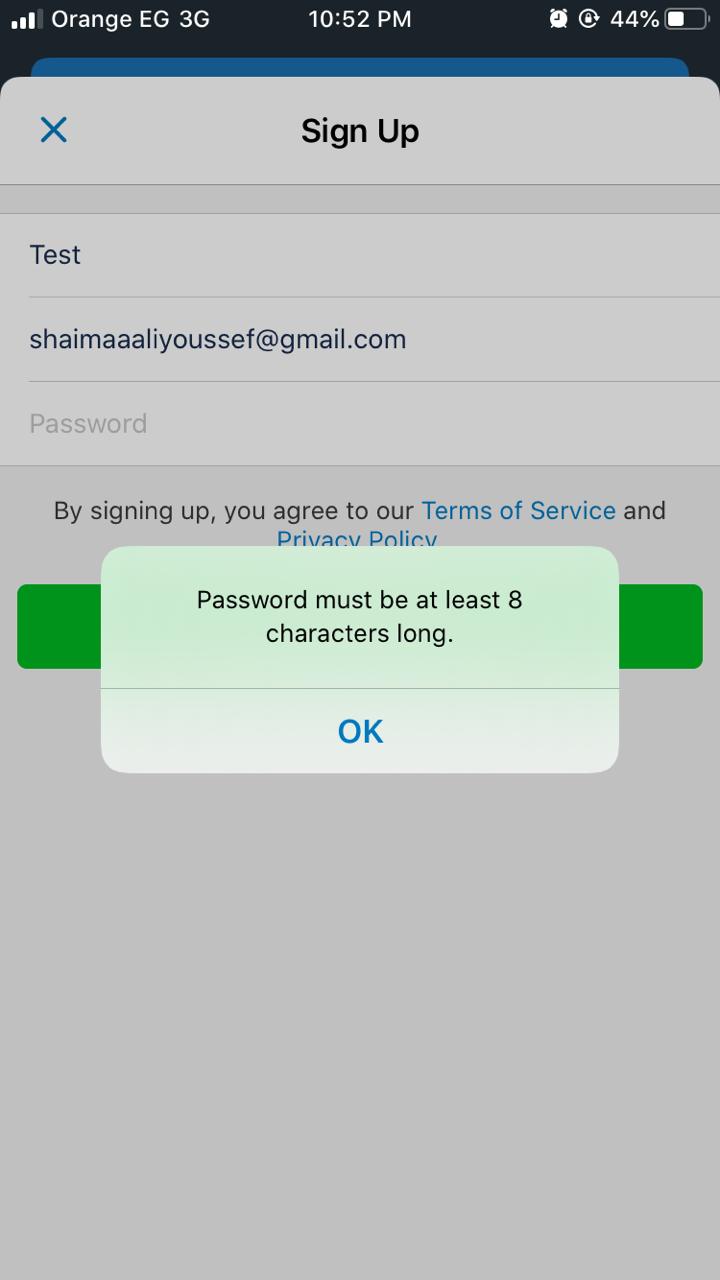 Orange EG 3G 10:52 PM 44%
Sign Up
Test
shaimaaaliyoussef@gmail.com
Password
By signing up, you agree to our Terms of Service and
Privacy Policy
Password must be at least 8
characters long.
OK